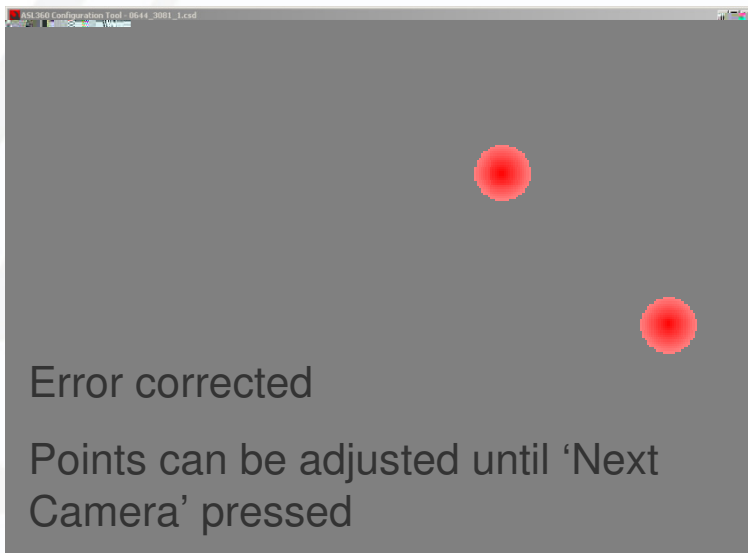 ASL360 Configuration Tool - 0644_3081_1.csd
Error corrected
Points can be adjusted until ‘Next
Camera’ pressed